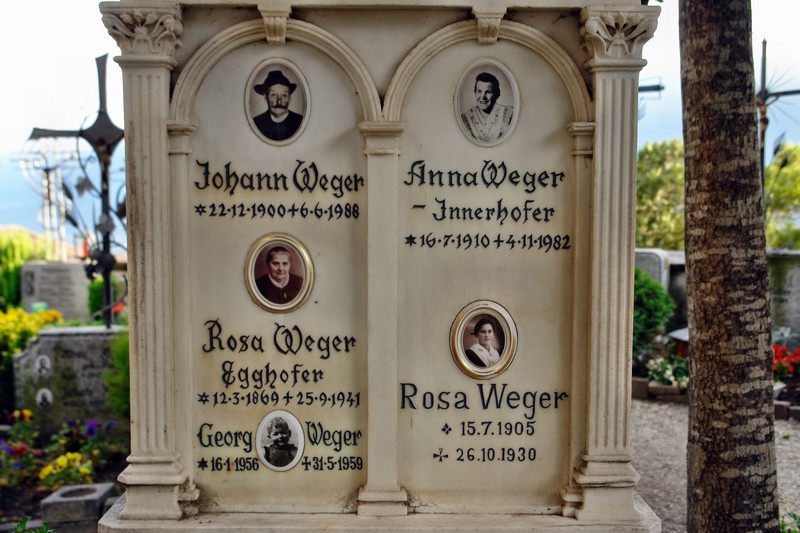 Johann Weger
*22·12·1900+6·6·1988
Rosa Weger
Egghofer
*12·3·1869+25·9·1941
Georg Weger
*16·1·1956 +31·5·1959
Anna Weger
-Innerhofer
*16·7·1910+4·11·1982
Rosa Weger
* 15.7.1905
+ 26.10.1930